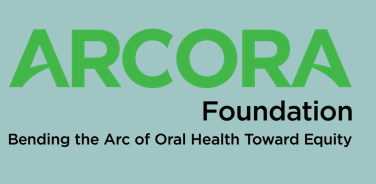 ARCORA
Foundation
Bending the Arc of Oral Health Toward Equity